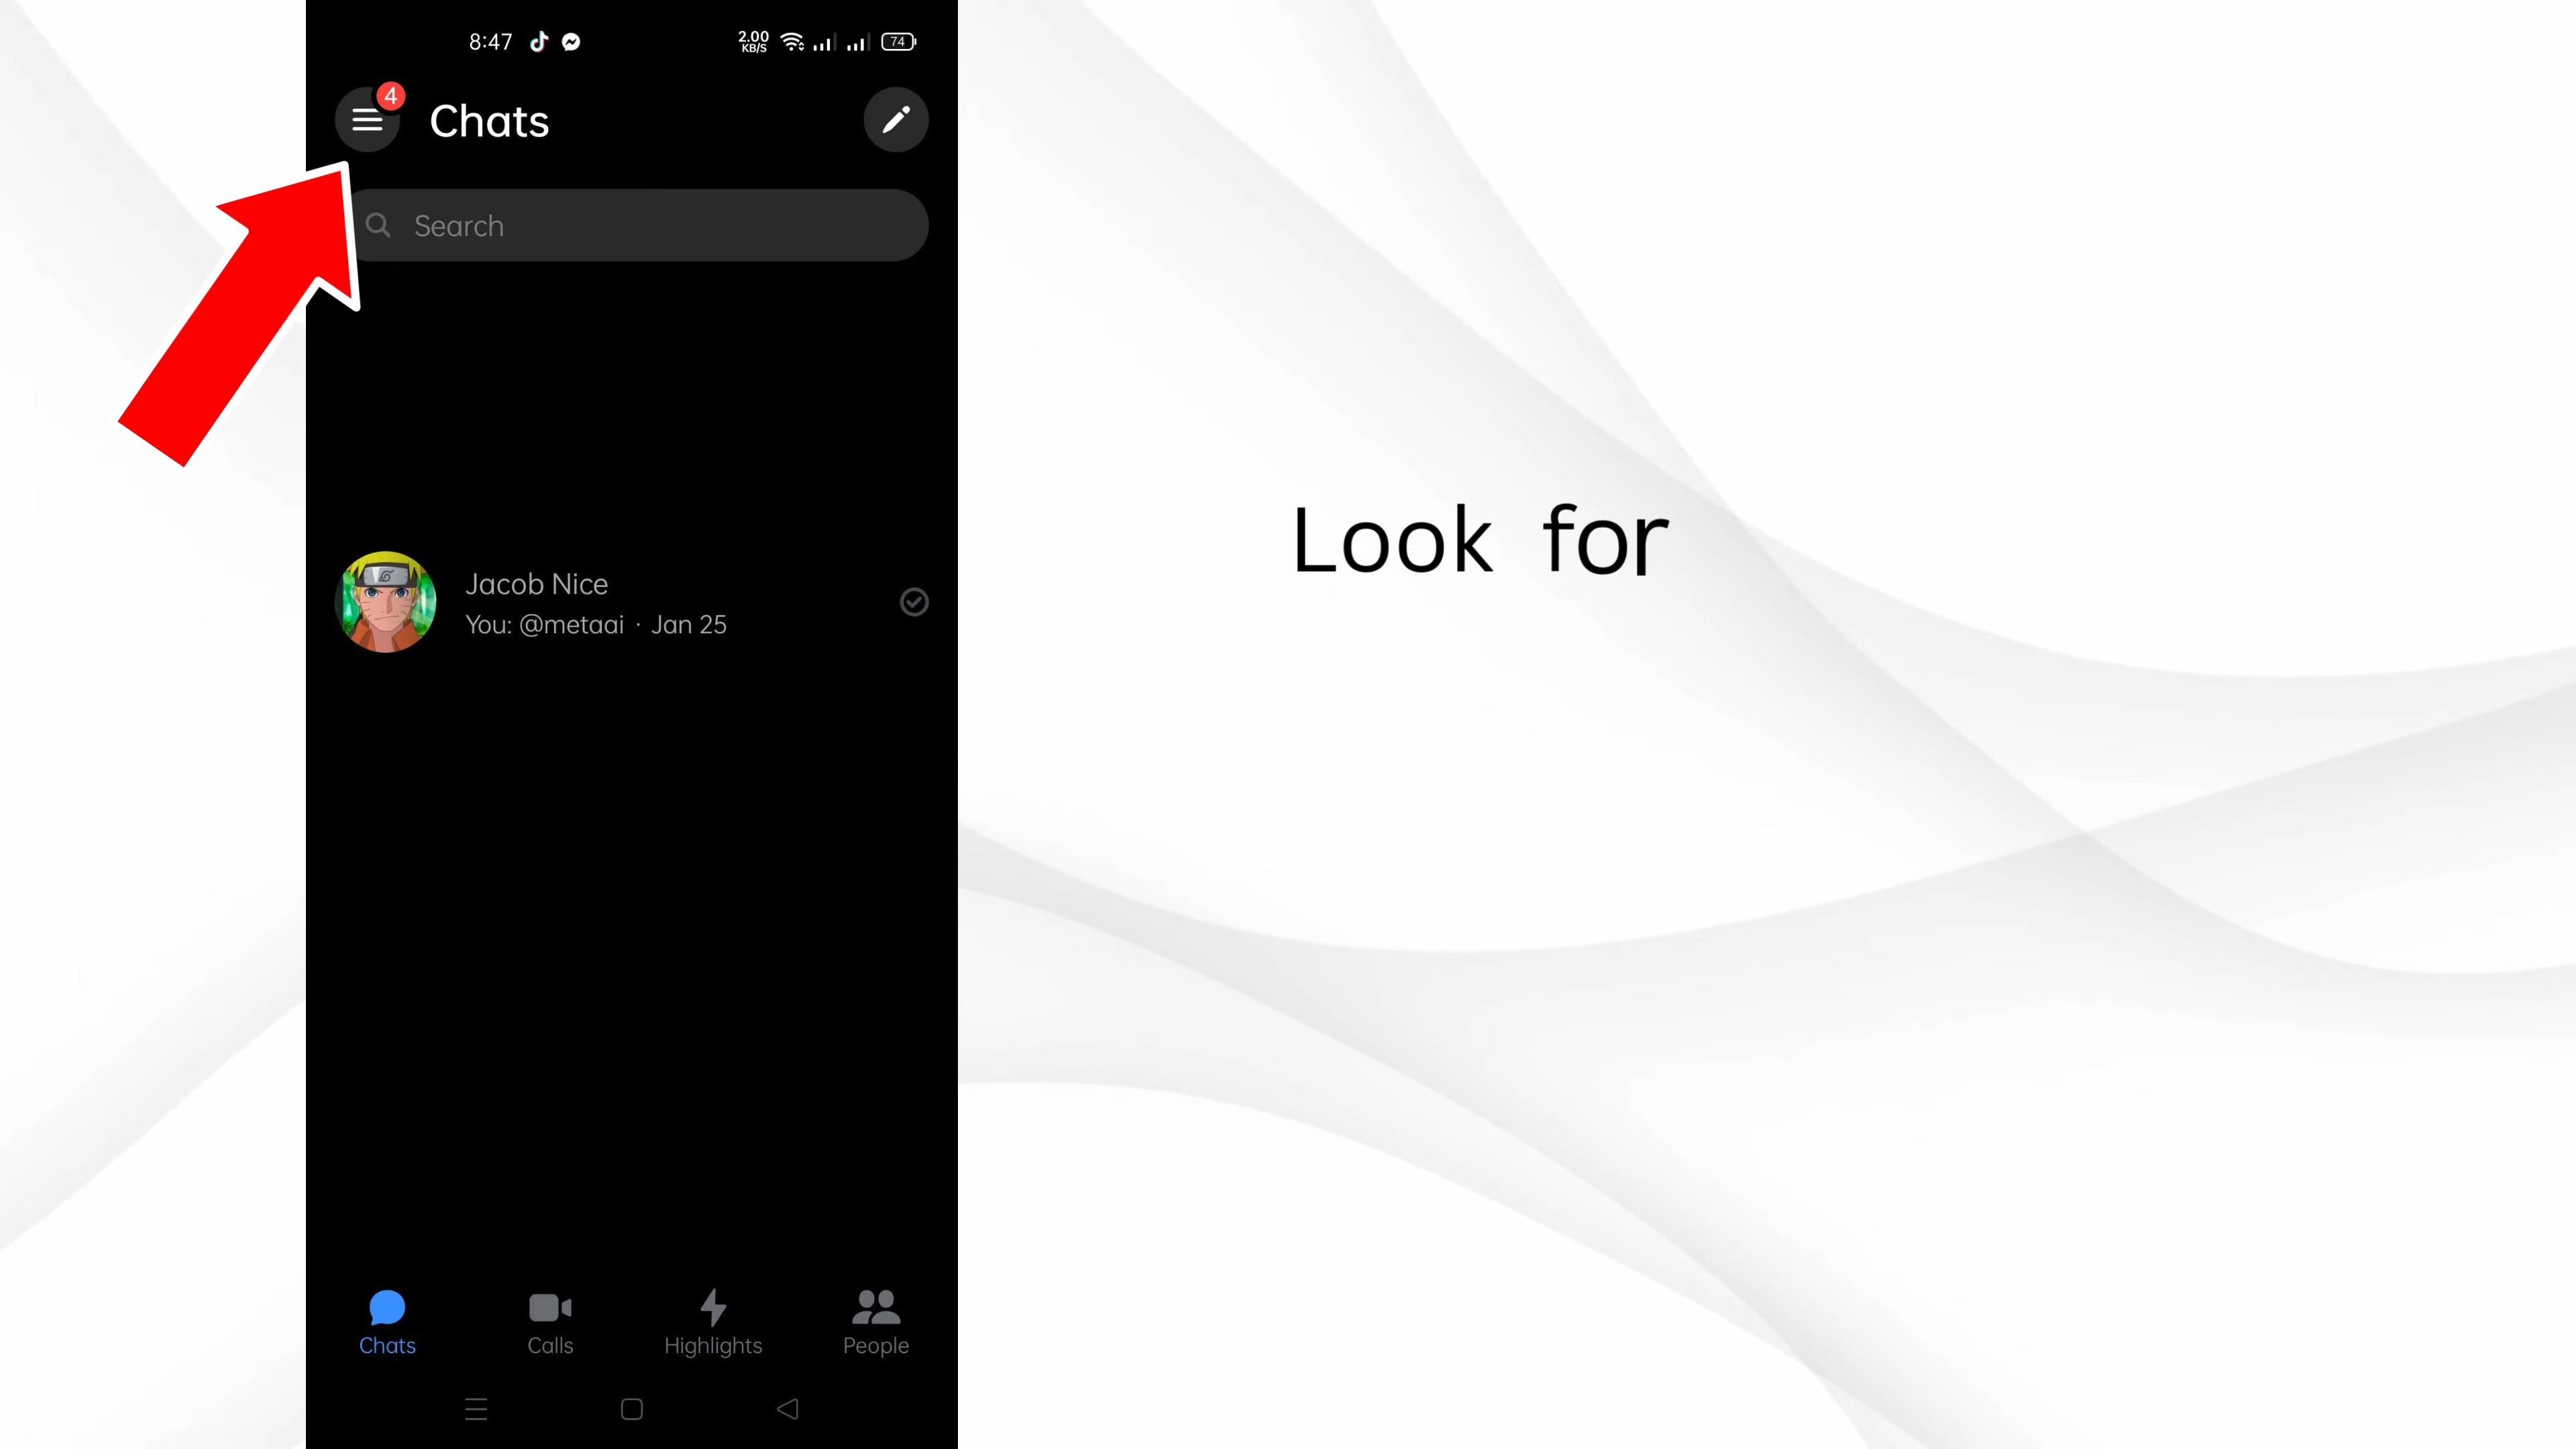 8:47
2.00
KB/S
74
4
Chats
Search
Look for
Jacob Nice
You: @metaai · Jan 25
Chats
Calls
Highlights
People